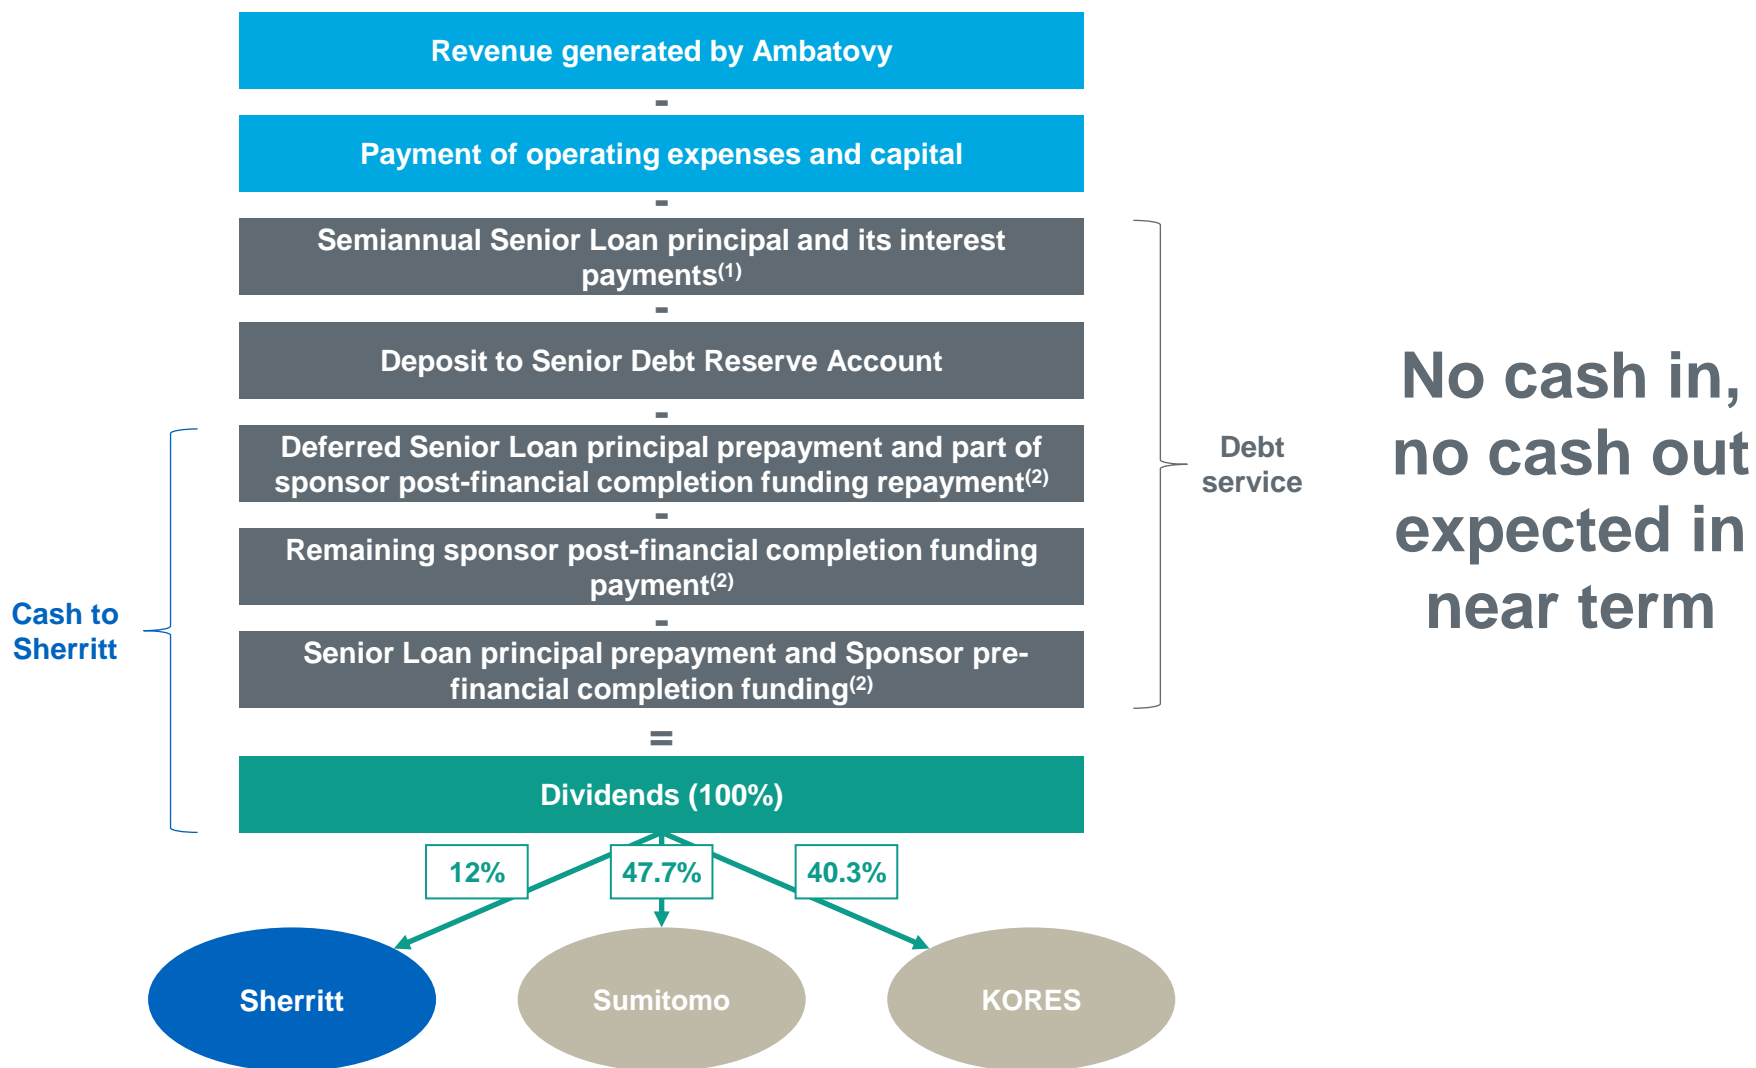 Revenue generated by Ambatovy
-
Payment of operating expenses and capital
-
Semiannual Senior Loan principal and its interest
payments(1)
-
Deposit to Senior Debt Reserve Account
-
Deferred Senior Loan principal prepayment and part of
sponsor post-financial completion funding repayment(2)
-
Remaining sponsor post-financial completion funding
payment(2)
-
Senior Loan principal prepayment and Sponsor pre-
financial completion funding(2)
=
Dividends (100%)
Cash to
Sherritt
Debt
service
No cash in,
no cash out
expected in
near term
12%
47.7%
40.3%
Sherritt
Sumitomo
KORES